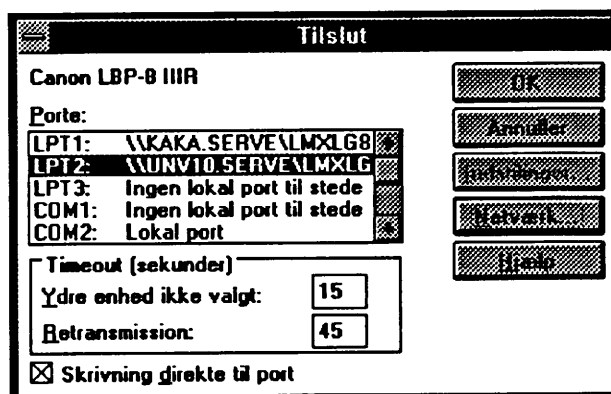 Tilslut
Canon LBP-8 IIIR
Porte:
LPT1: \\KAKA.SERVE\LMXLG8
LPT2: \\UNV10.SERVE\LMXLG
LPT3: Ingen lokal port til stede
COM1: Ingen lokal port til stede
COM2: Lokal port
Timeout (sekunder)
Ydre enhed ikke valgt: 15
Retransmission: 45
Skrivning direkte til port
OK
Annuller
Indstillinger...
Netværk...
Hjælp